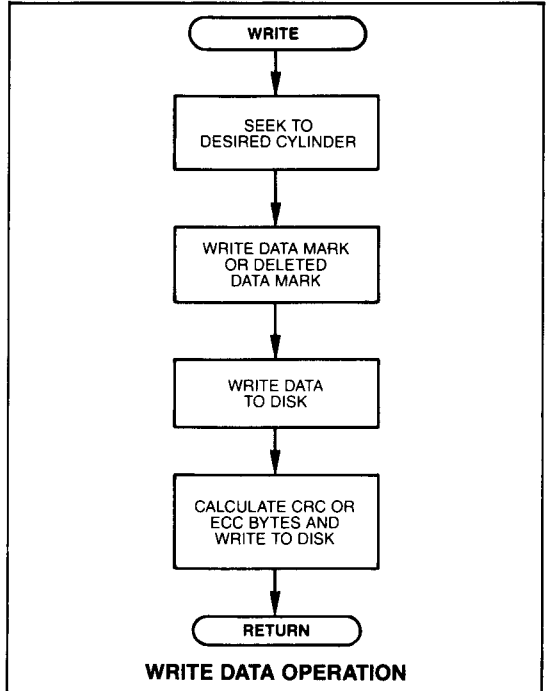 WRITE
SEEK TO
DESIRED CYLINDER
WRITE DATA MARK
OR DELETED
DATA MARK
WRITE DATA
TO DISK
CALCULATE CRC OR
ECC BYTES AND
WRITE TO DISK
RETURN
WRITE DATA OPERATION